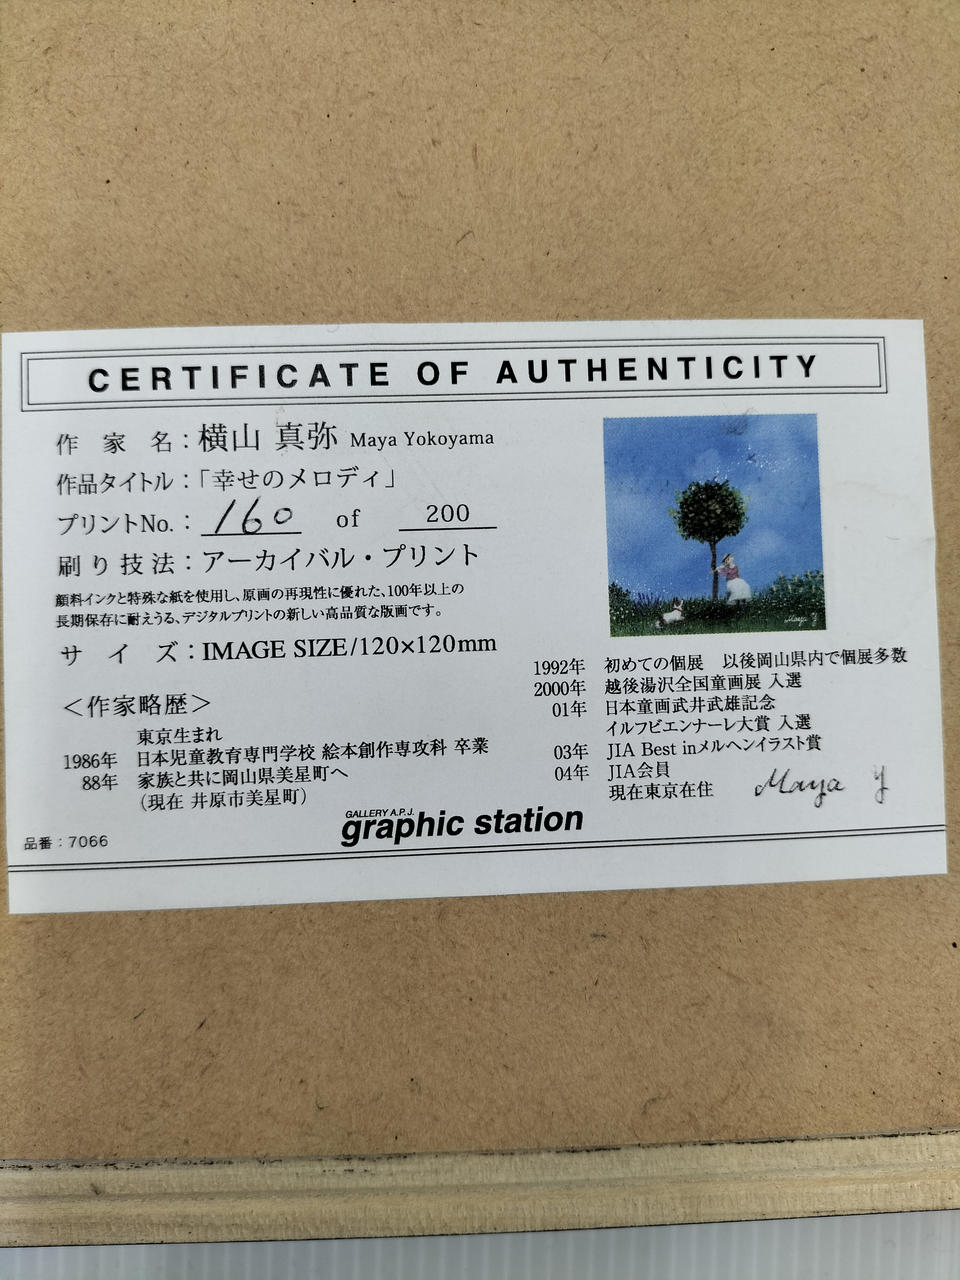 CERTIFICATE OF AUTHENTICITY
作家名：横山 真弥 Maya Yokoyama
作品タイトル：「幸せのメロディ」
プリントNo.： 160 of 200
刷り技法：アーカイバル・プリント
顔料インクと特殊な紙を使用し、原画の再現性に優れた、100年以上の
長期保存に耐えうる、デジタルプリントの新しい高品質な版画です。
サイズ：IMAGE SIZE/120×120mm
＜作家略歴＞
東京生まれ
1986年 日本児童教育専門学校 絵本創作専攻科 卒業
88年 家族と共に岡山県美星町へ
（現在 井原市美星町）
1992年 初めての個展 以後岡山県内で個展多数
2000年 越後湯沢全国童画展 入選
01年 日本童画武井武雄記念
イルフビエンナーレ大賞 入選
03年 JIA Best inメルヘンイラスト賞
04年 JIA会員
現在東京在住
Maya Y
Maya Y
GALLERY A.P.J.
graphic station
品番：7066